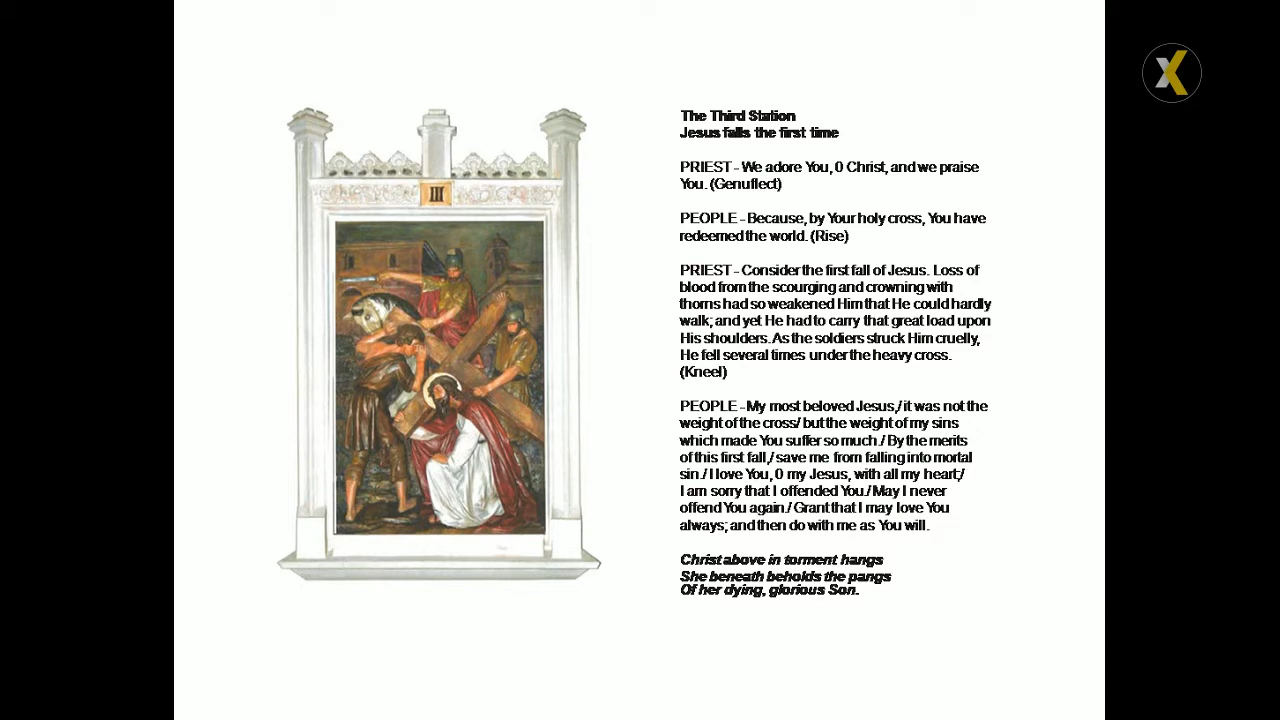 III
The Third Station
Jesus falls the first time
PRIEST - We adore You, 0 Christ, and we praise
You. (Genuflect)
PEOPLE - Because, by Your holy cross, You have
redeemed the world. (Rise)
PRIEST - Consider the first fall of Jesus. Loss of
blood from the scourging and crowning with
thorns had so weakened Him that He could hardly
walk; and yet He had to carry that great load upon
His shoulders. As the soldiers struck Him cruelly,
He fell several times under the heavy cross.
(Kneel)
PEOPLE - My most beloved Jesus,/ it was not the
weight of the cross/ but the weight of my sins
which made You suffer so much./ By the merits
of this first fall,/ save me from falling into mortal
sin./ I love You, 0 my Jesus, with all my heart;/
I am sorry that I offended You./ May I never
offend You again./ Grant that I may love You
always; and then do with me as You will.
Christ above in torment hangs
She beneath beholds the pangs
Of her dying, glorious Son.